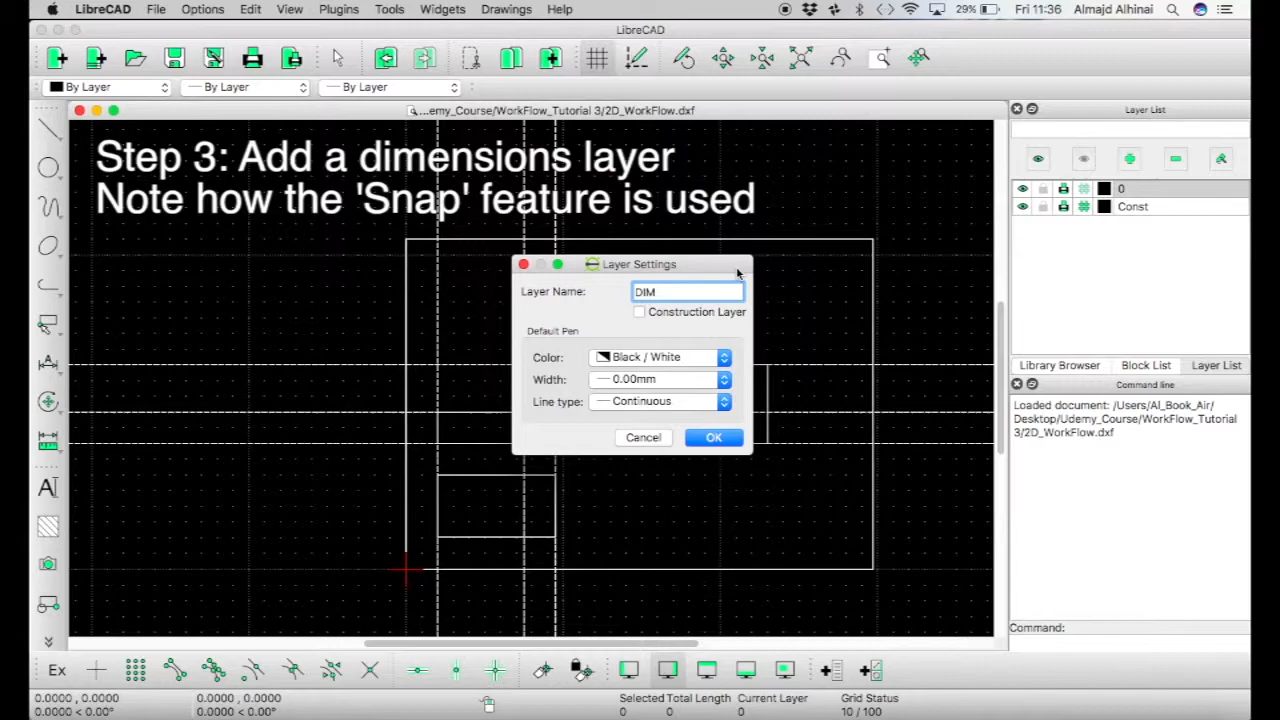 LibreCAD File Options Edit View Plugins Tools Widgets Drawings Help 29% Fri 11:36 Almajd Alhinai
LibreCAD
By Layer By Layer By Layer
...emy_Course/WorkFlow_Tutorial 3/2D_WorkFlow.dxf
Layer List
Step 3: Add a dimensions layer
Note how the 'Snap' feature is used
0
Const
Layer Settings
Layer Name: DIM
Construction Layer
Default Pen
Color: Black / White
Width: 0.00mm
Line type: Continuous
Cancel OK
Library Browser Block List Layer List
Command line
Loaded document: /Users/Al_Book_Air/
Desktop/Udemy_Course/WorkFlow_Tutorial
3/2D_WorkFlow.dxf
Command:
A
A
Ex
0.0000 , 0.0000 0.0000 , 0.0000 Selected Total Length Current Layer Grid Status
0.0000 < 0.00° 0.0000 < 0.00° 0 0 0 10 / 100